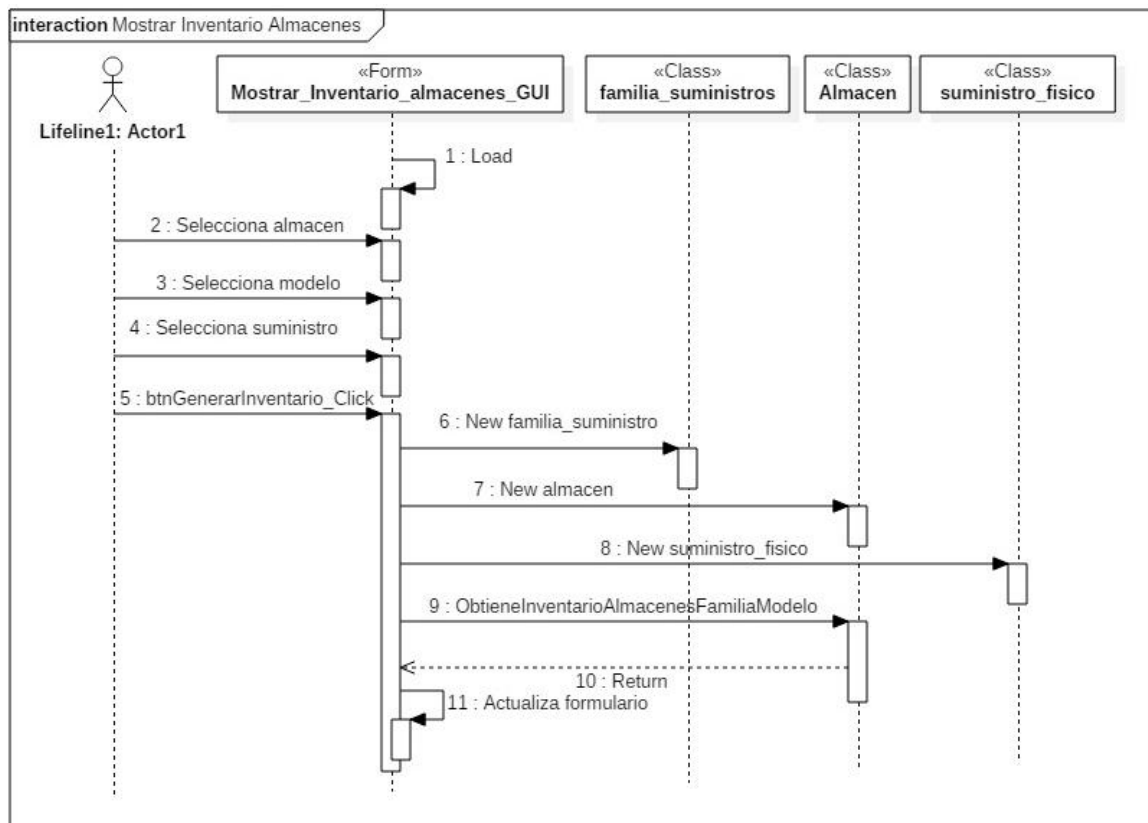 interaction Mostrar Inventario Almacenes
«Form»
Mostrar_Inventario_almacenes_GUI
«Class»
familia_suministros
«Class»
Almacen
«Class»
suministro_fisico
Lifeline1: Actor1
1 : Load
2 : Selecciona almacen
3 : Selecciona modelo
4 : Selecciona suministro
5 : btnGenerarInventario_Click
6 : New familia_suministro
7 : New almacen
8 : New suministro_fisico
9 : ObtieneInventarioAlmacenesFamiliaModelo
10 : Return
11 : Actualiza formulario